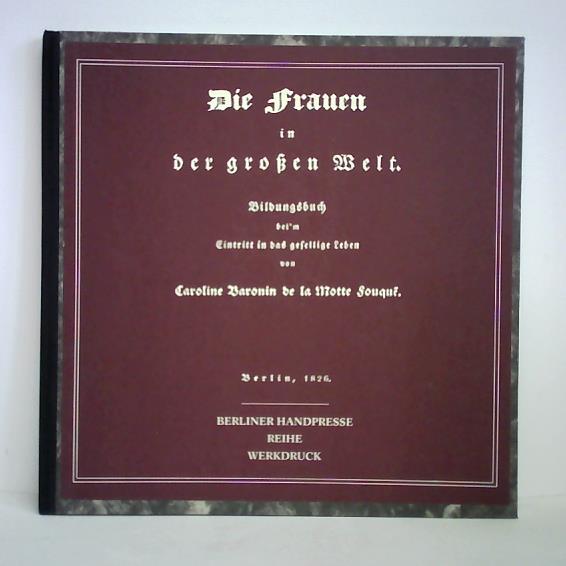 Die Frauen
in
der großen Welt.
Bildungsbuch
bei'm
Eintritt in das gesellige Leben
von
Caroline Baronin de la Motte Fouqué.
Berlin, 1826.
BERLINER HANDPRESSE
REIHE
WERKDRUCK